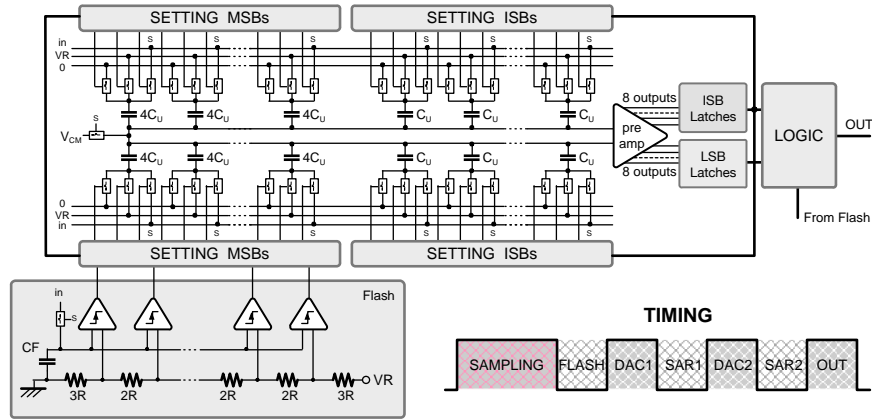 SETTING MSBs SETTING ISBs
in S S S S S S
VR
0
4CU 4CU 4CU CU CU CU
8 outputs
ISB Latches
S
VCM
pre amp
LOGIC
OUT
4CU 4CU 4CU CU CU CU
8 outputs
LSB Latches
0
VR
in S S S S S S
From Flash
SETTING MSBs SETTING ISBs
Flash
in
S
CF
VR
3R 2R 2R 2R 3R
TIMING
SAMPLING FLASH DAC1 SAR1 DAC2 SAR2 OUT